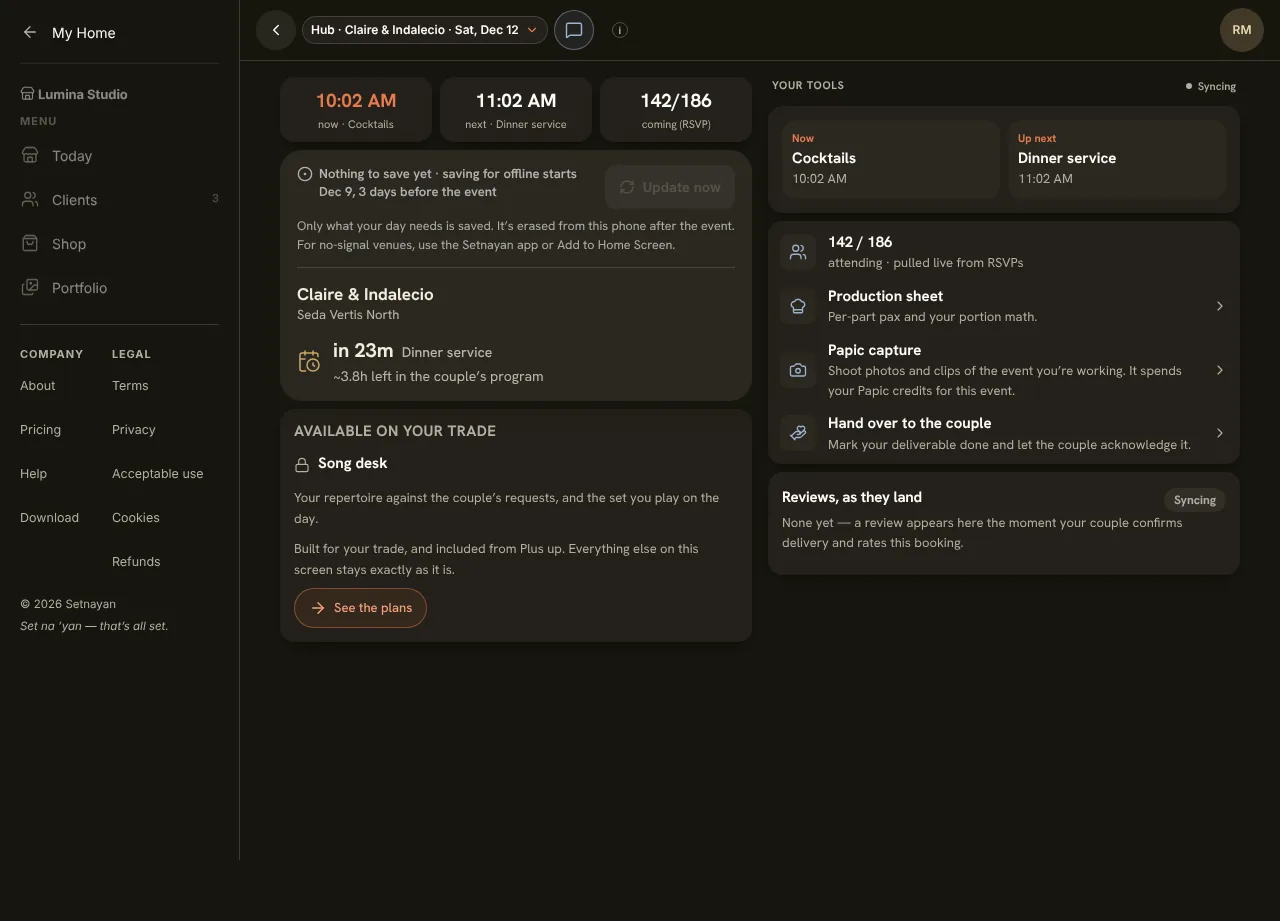 My Home
Lumina Studio
MENU
Today
Clients 3
Shop
Portfolio
COMPANY LEGAL
About Terms
Pricing Privacy
Help Acceptable use
Download Cookies
Refunds
© 2026 Setnayan
Set na 'yan — that's all set.
Hub · Claire & Indalecio · Sat, Dec 12
RM
10:02 AM
now · Cocktails
11:02 AM
next · Dinner service
142/186
coming (RSVP)
Nothing to save yet · saving for offline starts
Dec 9, 3 days before the event
Update now
Only what your day needs is saved. It's erased from this phone after the event.
For no-signal venues, use the Setnayan app or Add to Home Screen.
Claire & Indalecio
Seda Vertis North
in 23m Dinner service
~3.8h left in the couple's program
AVAILABLE ON YOUR TRADE
Song desk
Your repertoire against the couple's requests, and the set you play on the
day.
Built for your trade, and included from Plus up. Everything else on this
screen stays exactly as it is.
See the plans
YOUR TOOLS
Syncing
Now
Cocktails
10:02 AM
Up next
Dinner service
11:02 AM
142 / 186
attending · pulled live from RSVPs
Production sheet
Per-part pax and your portion math.
Papic capture
Shoot photos and clips of the event you're working. It spends
your Papic credits for this event.
Hand over to the couple
Mark your deliverable done and let the couple acknowledge it.
Reviews, as they land
Syncing
None yet — a review appears here the moment your couple confirms
delivery and rates this booking.